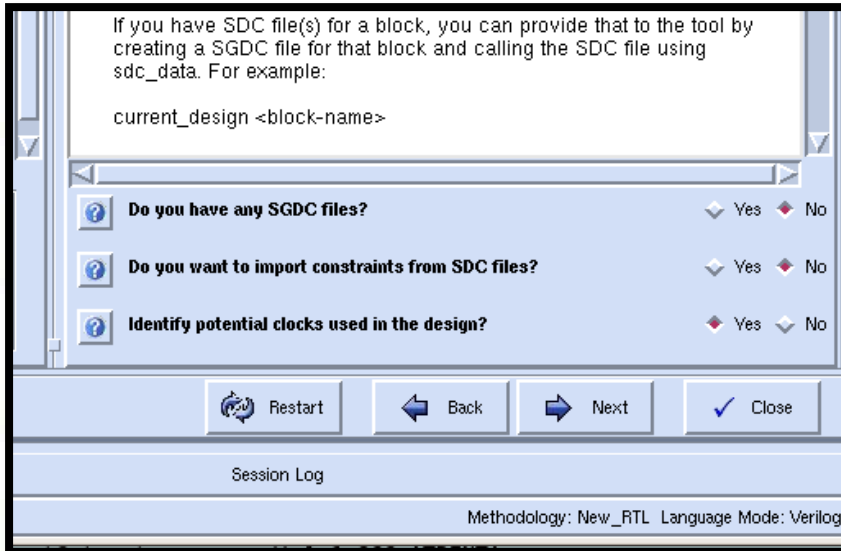 If you have SDC file(s) for a block, you can provide that to the tool by
creating a SGDC file for that block and calling the SDC file using
sdc_data. For example:
current_design <block-name>
Do you have any SGDC files? Yes No
Do you want to import constraints from SDC files? Yes No
Identify potential clocks used in the design? Yes No
Restart Back Next Close
Session Log
Methodology: New_RTL Language Mode: Verilog